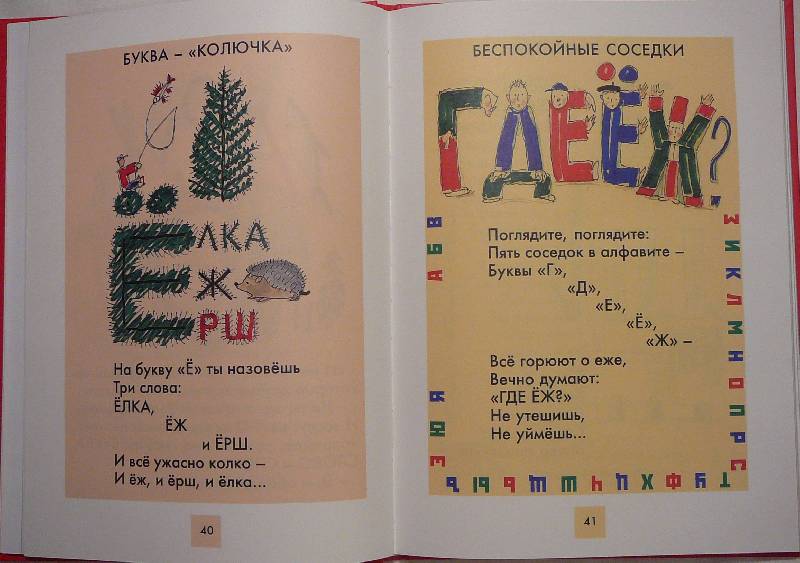 БУКВА – «КОЛЮЧКА»
ЁЛКА
ЁЖ
ЁРШ
На букву «Ё» ты назовёшь
Три слова:
ЁЛКА,
ЁЖ
и ЁРШ.
И всё ужасно колко –
И ёж, и ёрш, и ёлка...
40
БЕСПОКОЙНЫЕ СОСЕДКИ
ГДЕ ЁЖ?
А Б В
З И К Л М Н О П Р С
Т У Ф Х Ц Ч Ш Щ Ъ Ы Ь
Э Ю Я
Поглядите, поглядите:
Пять соседок в алфавите –
Буквы «Г»,
«Д»,
«Е»,
«Ё»,
«Ж» –
Всё горюют о еже,
Вечно думают:
«ГДЕ ЁЖ?»
Не утешишь,
Не уймёшь...
41